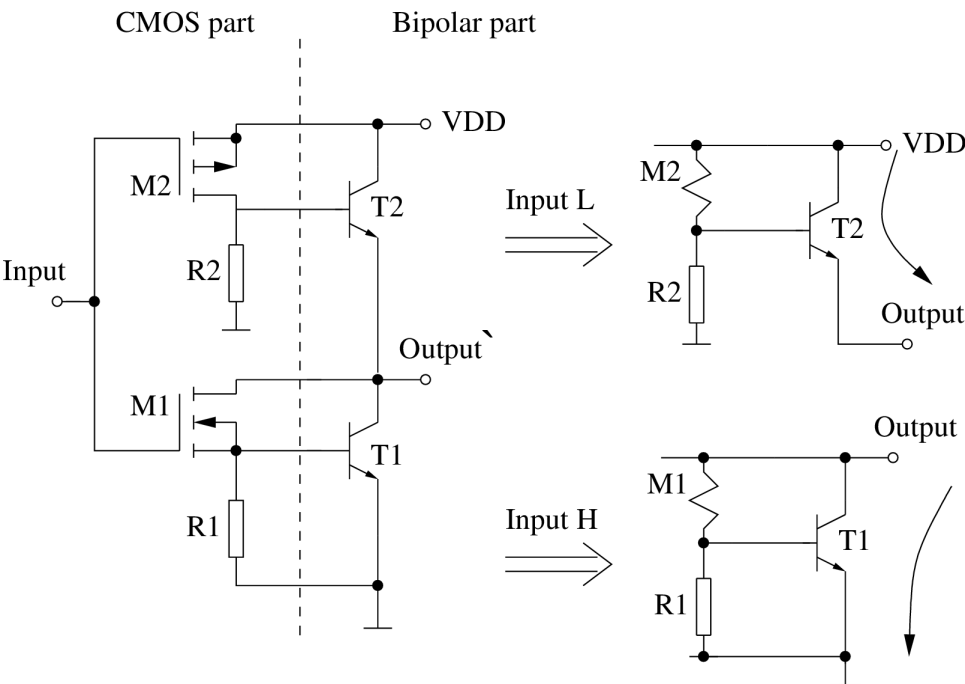 CMOS part
Bipolar part
VDD
M2
T2
R2
Input
Output`
M1
T1
R1
Input L
VDD
M2
T2
R2
Output
Input H
Output
M1
T1
R1